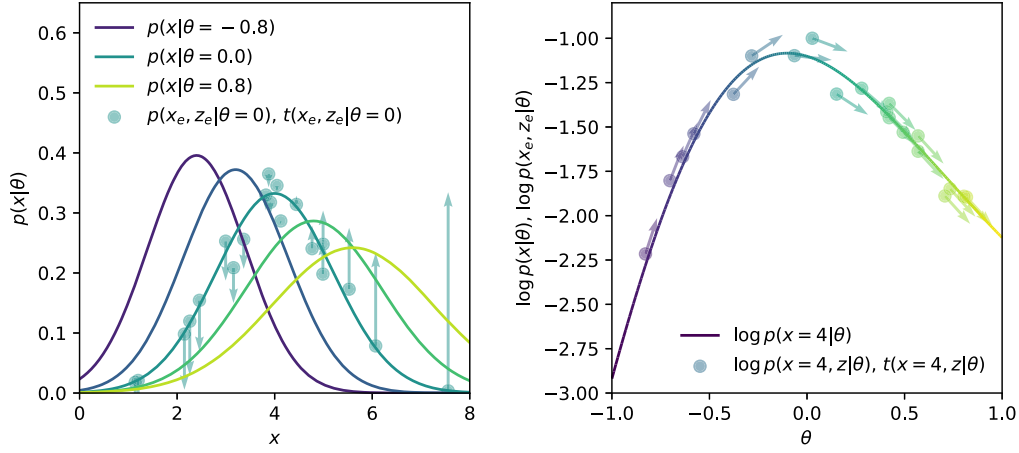 0.6
0.5
0.4
0.3
0.2
0.1
0.0
p(x|θ)
p(x|θ = − 0.8)
p(x|θ = 0.0)
p(x|θ = 0.8)
p(x_e, z_e|θ = 0), t(x_e, z_e|θ = 0)
0 2 4 6 8
x
−1.00
−1.25
−1.50
−1.75
−2.00
−2.25
−2.50
−2.75
−3.00
log p(x|θ), log p(x_e, z_e|θ)
log p(x = 4|θ)
log p(x = 4, z|θ), t(x = 4, z|θ)
−1.0 −0.5 0.0 0.5 1.0
θ